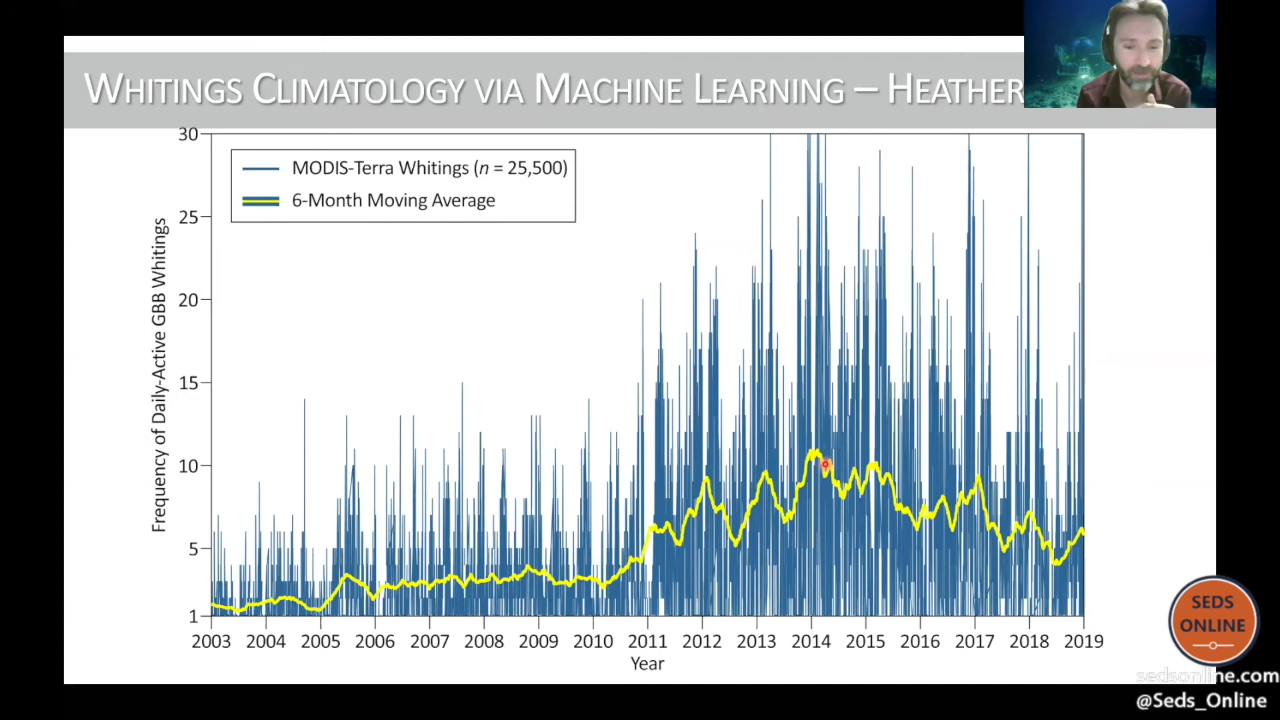 WHITINGS CLIMATOLOGY VIA MACHINE LEARNING – HEATHER
30
25
20
15
10
5
1
Frequency of Daily-Active GBB Whitings
MODIS-Terra Whitings (n = 25,500)
6-Month Moving Average
2003 2004 2005 2006 2007 2008 2009 2010 2011 2012 2013 2014 2015 2016 2017 2018 2019
Year
SEDS
ONLINE
sedsonline.com
@Seds_Online